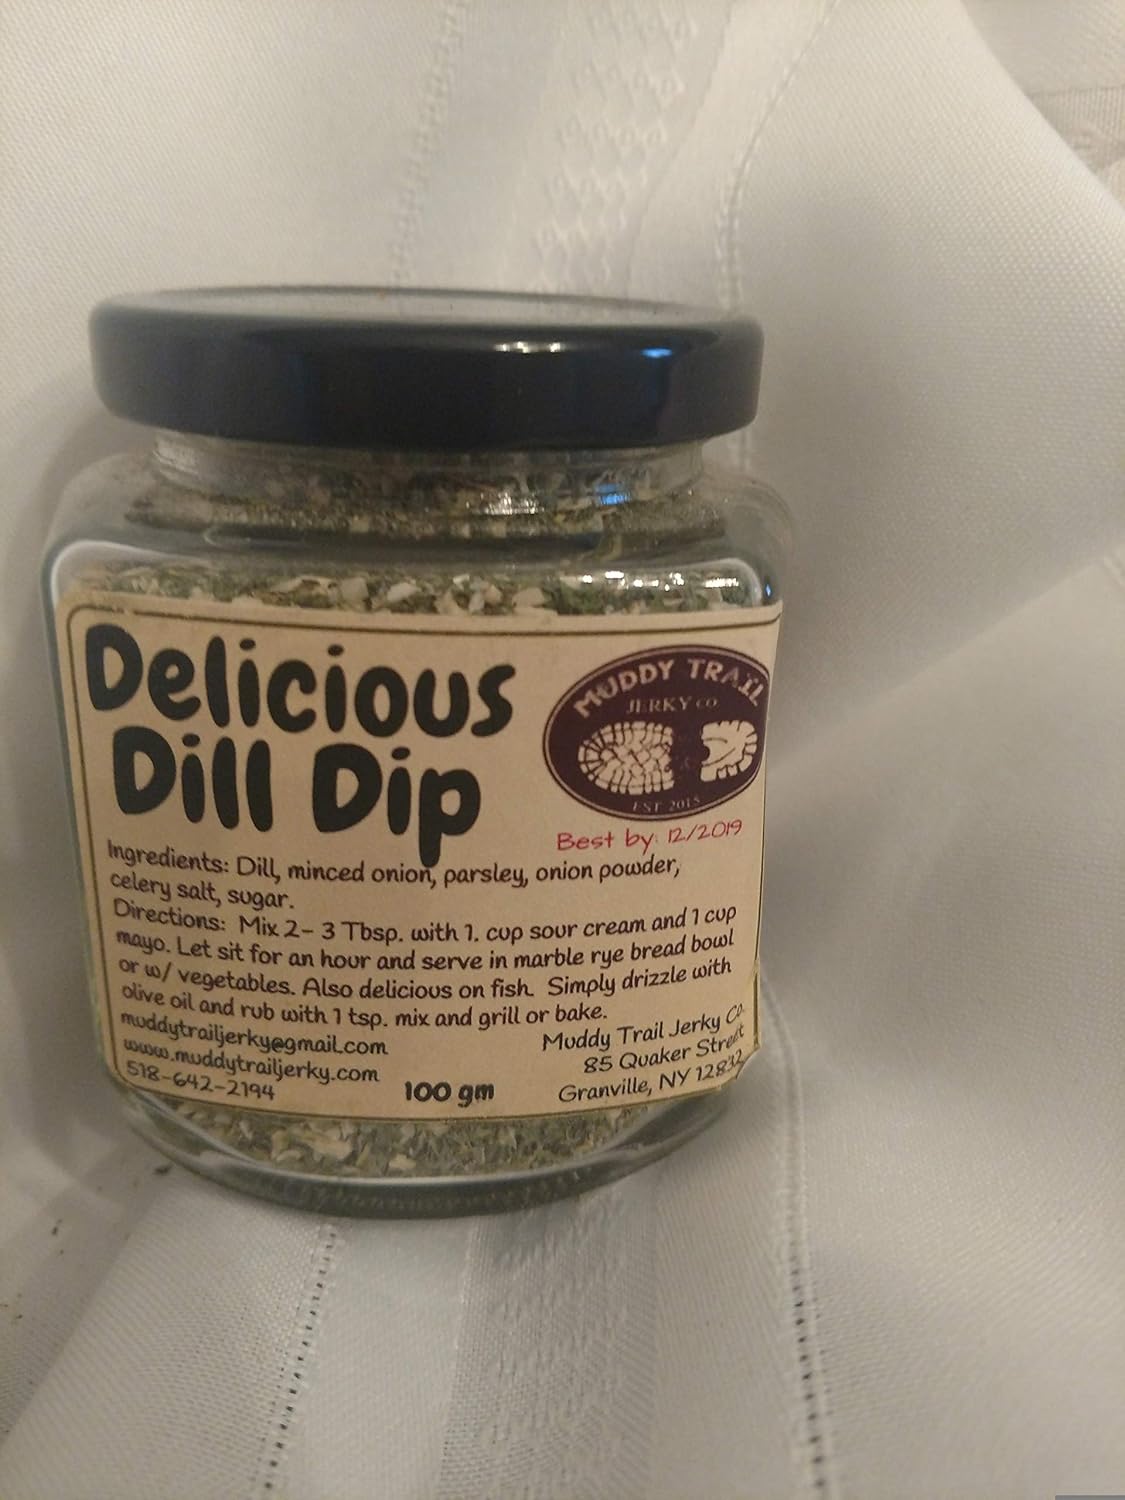 Delicious
Dill Dip
MUDDY TRAIL
JERKY CO
EST 2015
Best by: 12/2019
Ingredients: Dill, minced onion, parsley, onion powder,
celery salt, sugar.
Directions: Mix 2- 3 Tbsp. with 1. cup sour cream and 1 cup
mayo. Let sit for an hour and serve in marble rye bread bowl
or w/ vegetables. Also delicious on fish. Simply drizzle with
olive oil and rub with 1 tsp. mix and grill or bake.
muddytrailjerky@gmail.com
www.muddytrailjerky.com
518-642-2194
100 gm
Muddy Trail Jerky Co.
85 Quaker Street
Granville, NY 12832